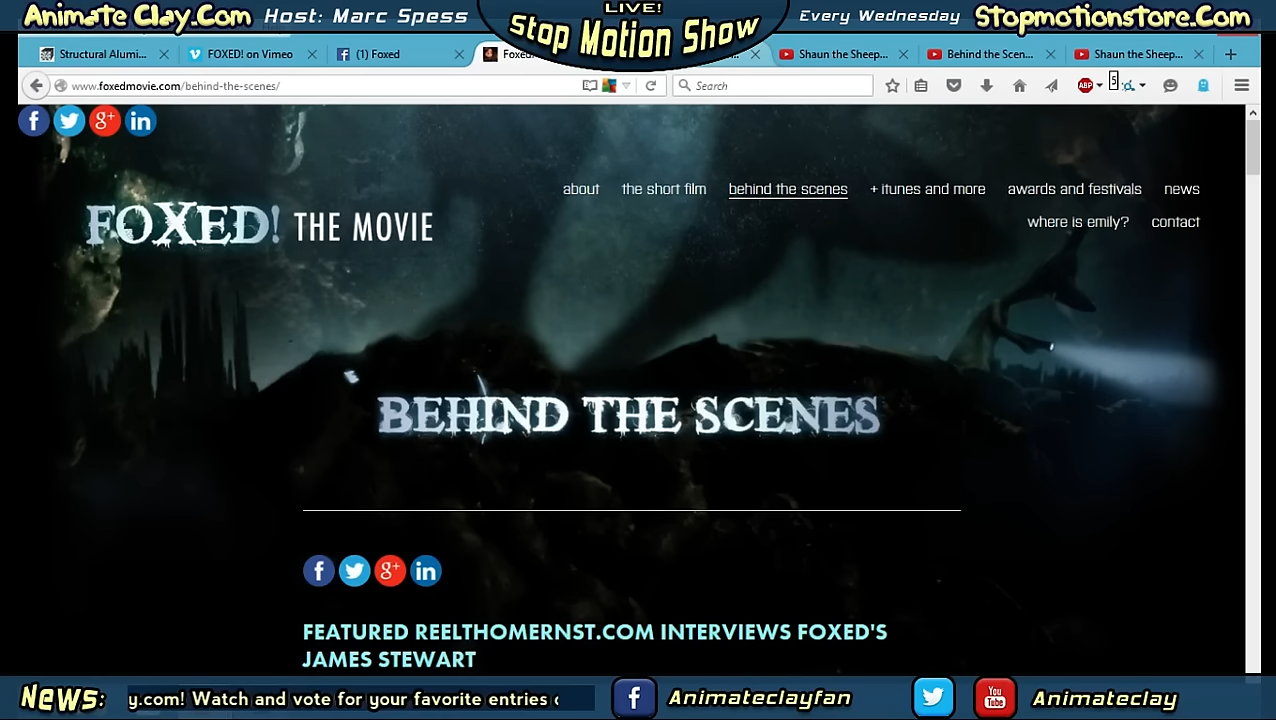 Animate Clay.Com Host: Marc Spess LIVE! Every Wednesday Stopmotionstore.Com
Stop Motion Show
Structural Alumi... FOXED! on Vimeo (1) Foxed Shaun the Sheep... Behind the Scen... Shaun the Sheep...
www.foxedmovie.com/behind-the-scenes/ Search ABP S
about the short film behind the scenes + itunes and more awards and festivals news
where is emily? contact
FOXED! THE MOVIE
BEHIND THE SCENES
FEATURED REELTHOMERNST.COM INTERVIEWS FOXED'S
JAMES STEWART
News: y.com! Watch and vote for your favorite entries Animateclayfan You Tube Animateclay